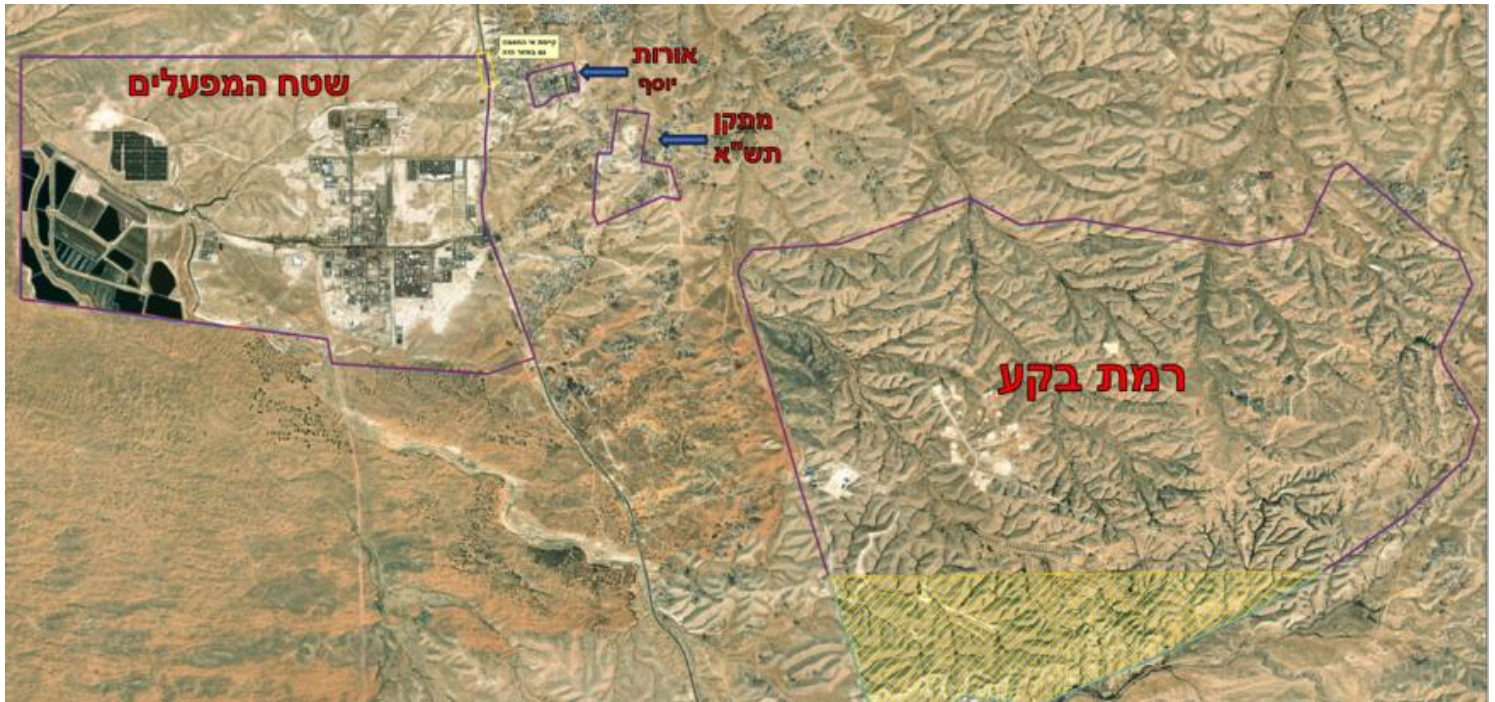 שטח המפעלים
אורות
יוסף
מתקן
תש"א
רמת בקע